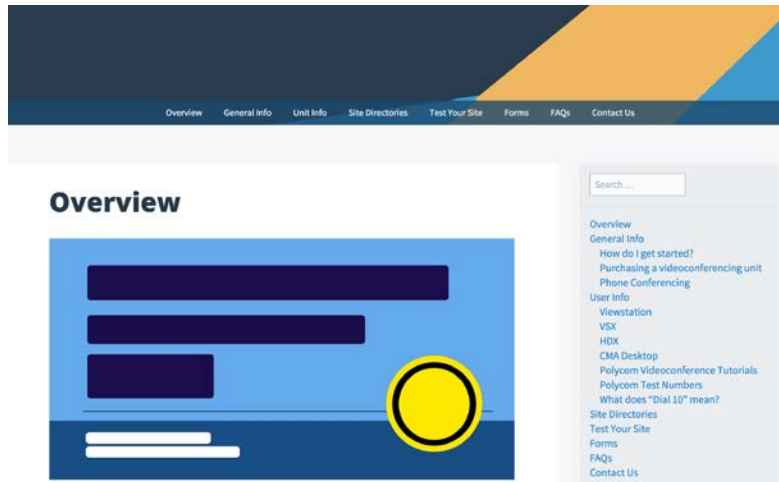 Overview General Info Unit Info Site Directories Test Your Site Forms FAQs Contact Us
Overview
Search ...
Overview
General Info
How do I get started?
Purchasing a videoconferencing unit
Phone Conferencing
User Info
Viewstation
VSX
HDX
CMA Desktop
Polycom Videoconference Tutorials
Polycom Test Numbers
What does “Dial 10” mean?
Site Directories
Test Your Site
Forms
FAQs
Contact Us